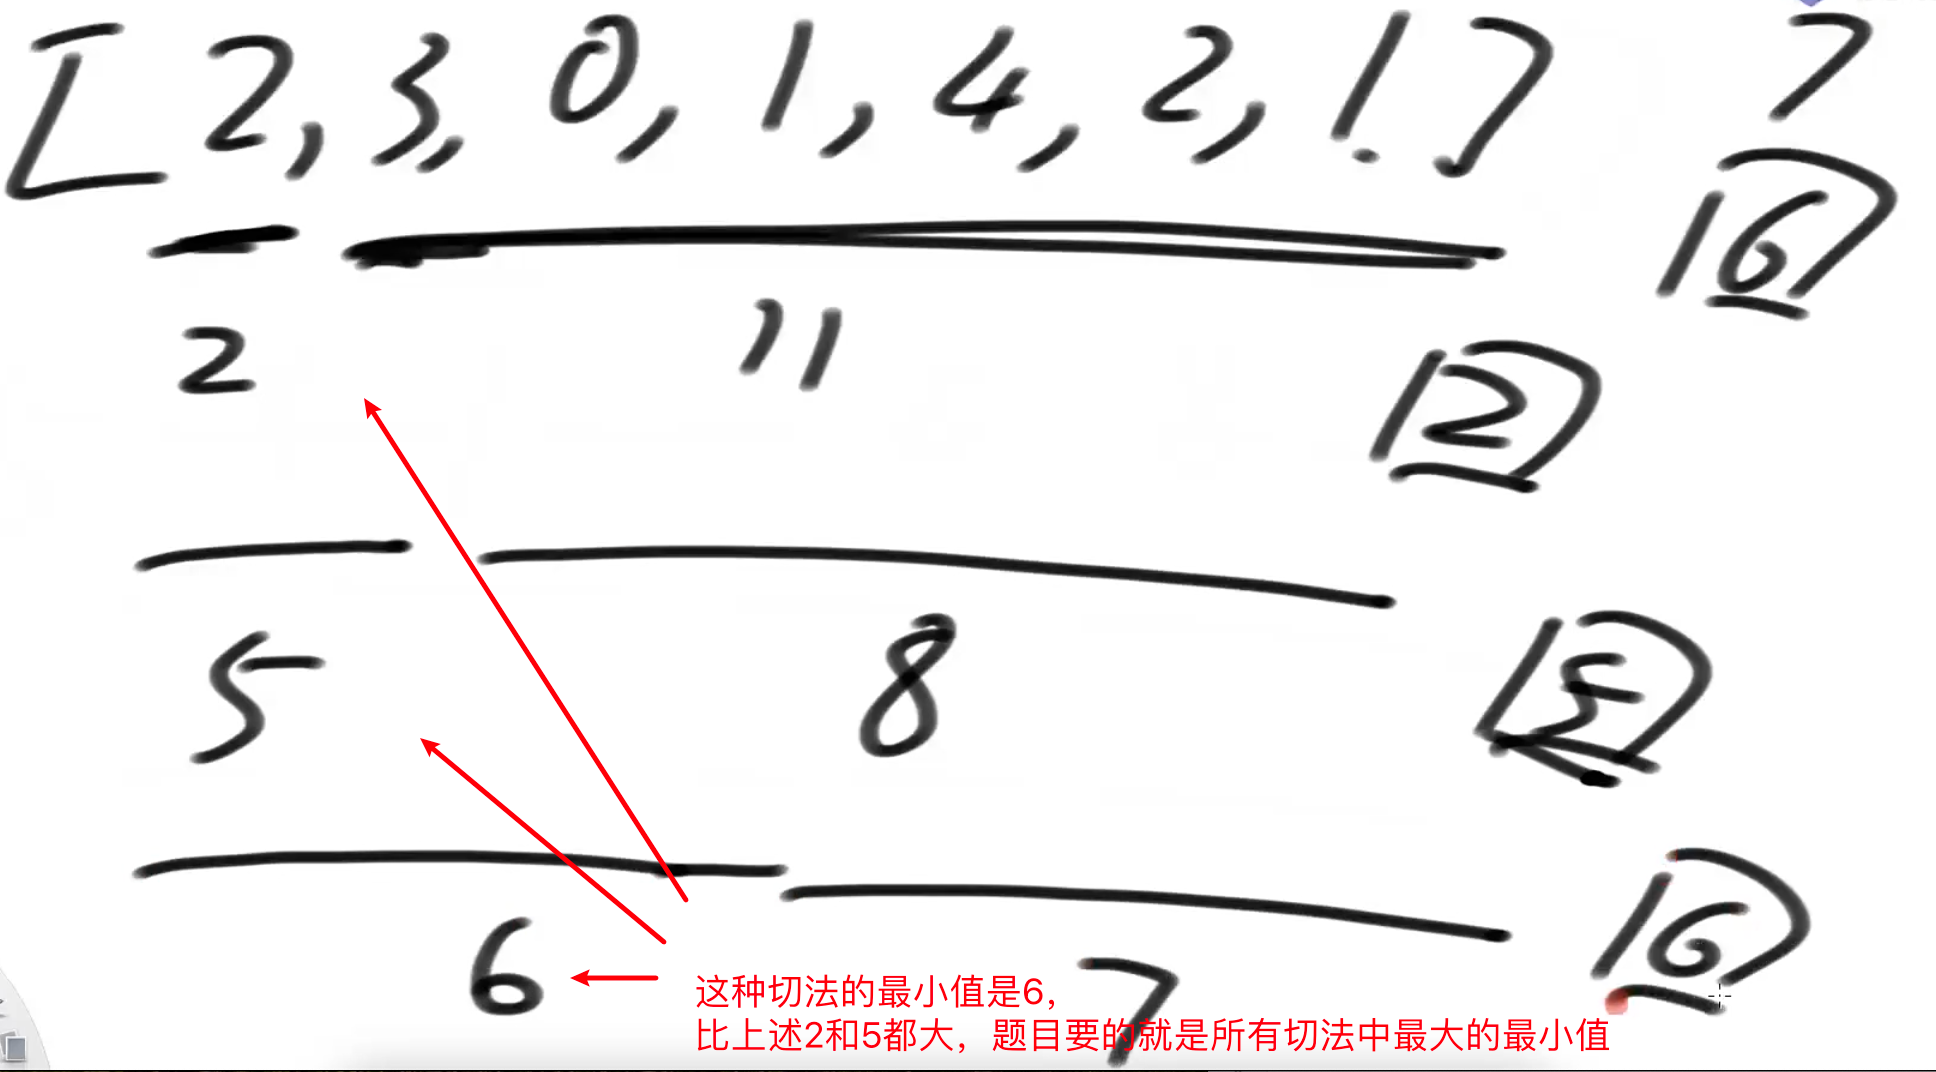 [2,3,0,1,4,2,1.] 7
16
2 11
12
5 8
15
6 7 16
这种切法的最小值是6,
比上述2和5都大，题目要的就是所有切法中最大的最小值